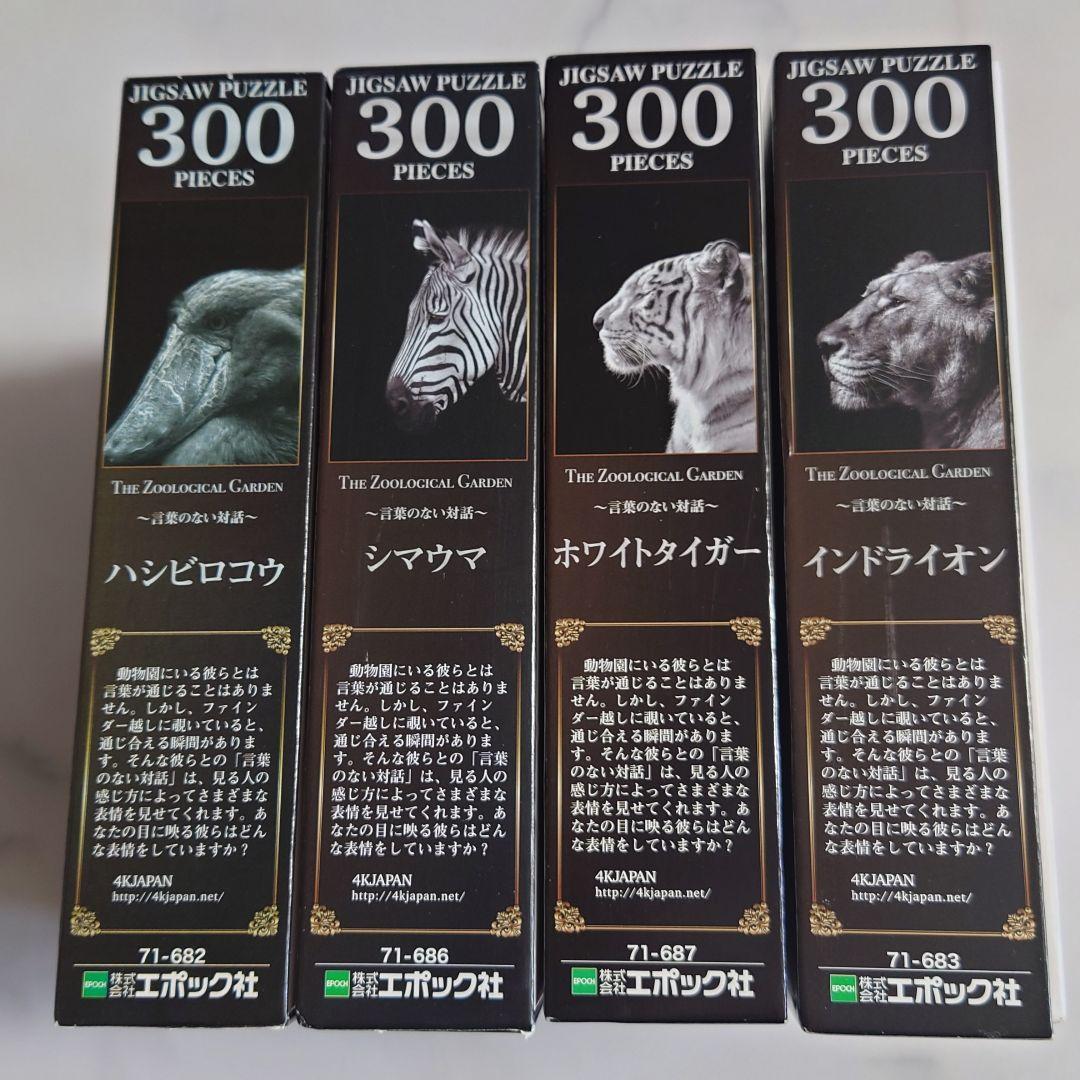 JIGSAW PUZZLE
300
PIECES
THE ZOOLOGICAL GARDEN
～言葉のない対話～
ハシビロコウ
動物園にいる彼らとは
言葉が通じることはありま
せん。しかし、ファイン
ダー越しに覗いていると、
通じ合える瞬間がありま
す。そんな彼らとの「言葉
のない対話」は、見る人の
感じ方によってさまざまな
表情を見せてくれます。あ
なたの目に映る彼らはどん
な表情をしていますか？
4KJAPAN
http://4kjapan.net/
71-682
EPOCH 株式会社エポック社
JIGSAW PUZZLE
300
PIECES
THE ZOOLOGICAL GARDEN
～言葉のない対話～
シマウマ
動物園にいる彼らとは
言葉が通じることはありま
せん。しかし、ファイン
ダー越しに覗いていると、
通じ合える瞬間がありま
す。そんな彼らとの「言葉
のない対話」は、見る人の
感じ方によってさまざまな
表情を見せてくれます。あ
なたの目に映る彼らはどん
な表情をしていますか？
4KJAPAN
http://4kjapan.net/
71-686
EPOCH 株式会社エポック社
JIGSAW PUZZLE
300
PIECES
THE ZOOLOGICAL GARDEN
～言葉のない対話～
ホワイトタイガー
動物園にいる彼らとは
言葉が通じることはありま
せん。しかし、ファイン
ダー越しに覗いていると、
通じ合える瞬間がありま
す。そんな彼らとの「言葉
のない対話」は、見る人の
感じ方によってさまざまな
表情を見せてくれます。あ
なたの目に映る彼らはどん
な表情をしていますか？
4KJAPAN
http://4kjapan.net/
71-687
EPOCH 株式会社エポック社
JIGSAW PUZZLE
300
PIECES
THE ZOOLOGICAL GARDEN
～言葉のない対話～
インドライオン
動物園にいる彼らとは
言葉が通じることはありま
せん。しかし、ファイン
ダー越しに覗いていると、
通じ合える瞬間がありま
す。そんな彼らとの「言葉
のない対話」は、見る人の
感じ方によってさまざまな
表情を見せてくれます。あ
なたの目に映る彼らはどん
な表情をしていますか？
4KJAPAN
http://4kjapan.net/
71-683
EPOCH 株式会社エポック社